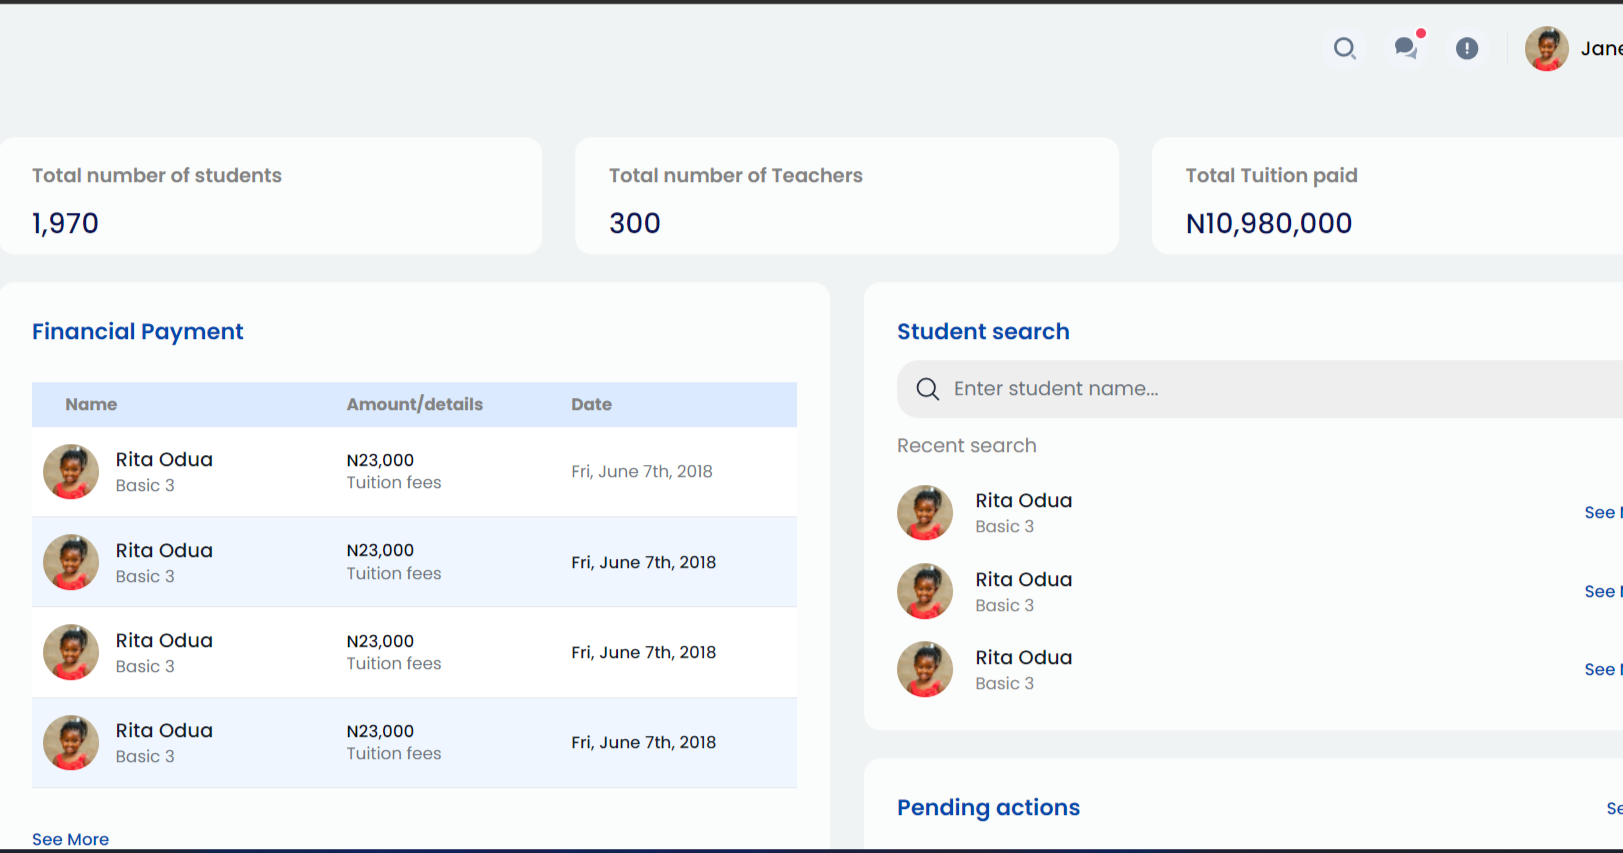 Jane
Total number of students
1,970
Total number of Teachers
300
Total Tuition paid
N10,980,000
Financial Payment
Name Amount/details Date
Rita Odua
Basic 3
N23,000
Tuition fees
Fri, June 7th, 2018
Rita Odua
Basic 3
N23,000
Tuition fees
Fri, June 7th, 2018
Rita Odua
Basic 3
N23,000
Tuition fees
Fri, June 7th, 2018
Rita Odua
Basic 3
N23,000
Tuition fees
Fri, June 7th, 2018
See More
Student search
Enter student name...
Recent search
Rita Odua
Basic 3
See
Rita Odua
Basic 3
See
Rita Odua
Basic 3
See
Pending actions